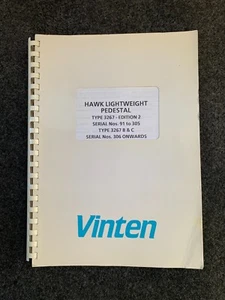 HAWK LIGHTWEIGHT
PEDESTAL
TYPE 3267 - EDITION 2
SERIAL Nos. 91 to 305
TYPE 3267 B & C
SERIAL Nos. 306 ONWARDS
Vinten